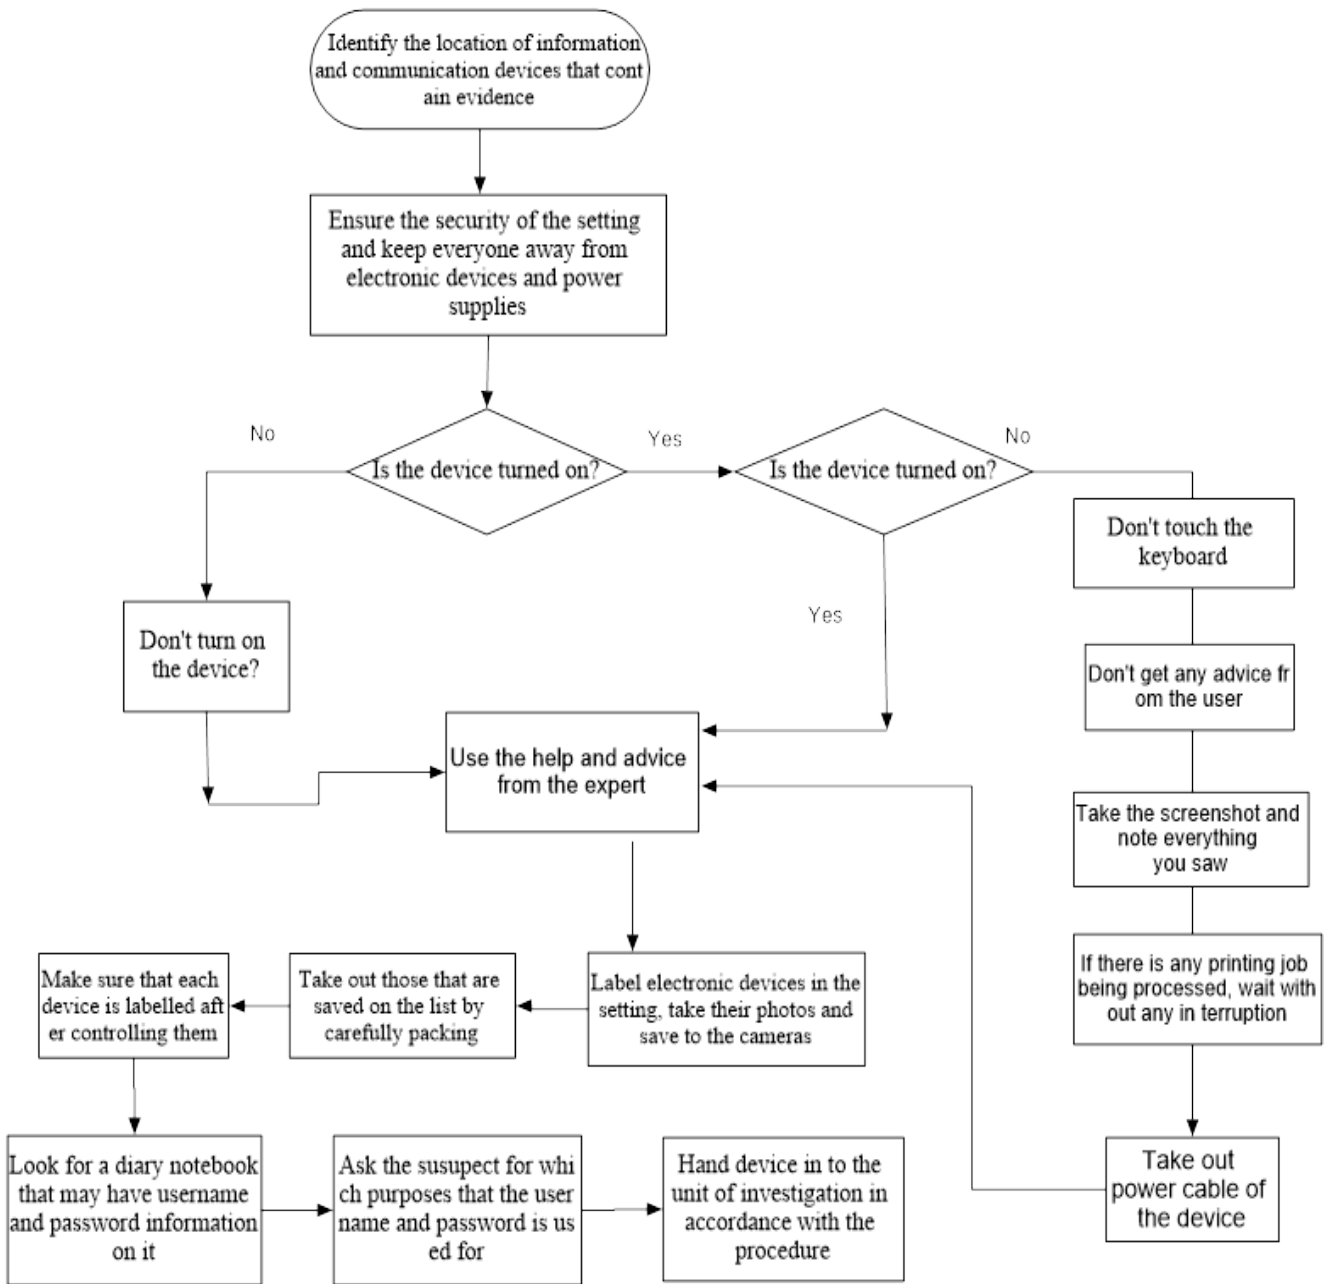 Identify the location of information
and communication devices that cont
ain evidence
Ensure the security of the setting
and keep everyone away from
electronic devices and power
supplies
No
Is the device turned on?
Yes
Is the device turned on?
No
Don't touch the
keyboard
Yes
Don't turn on
the device?
Don't get any advice fr
om the user
Use the help and advice
from the expert
Take the screenshot and
note everything
you saw
If there is any printing job
being processed, wait with
out any in terruption
Make sure that each
device is labelled aft
er controlling them
Take out those that are
saved on the list by
carefully packing
Label electronic devices in the
setting, take their photos and
save to the cameras
Look for a diary notebook
that may have username
and password information
on it
Ask the susupect for whi
ch purposes that the user
name and password is us
ed for
Hand device in to the
unit of investigation in
accordance with the
procedure
Take out
power cable of
the device